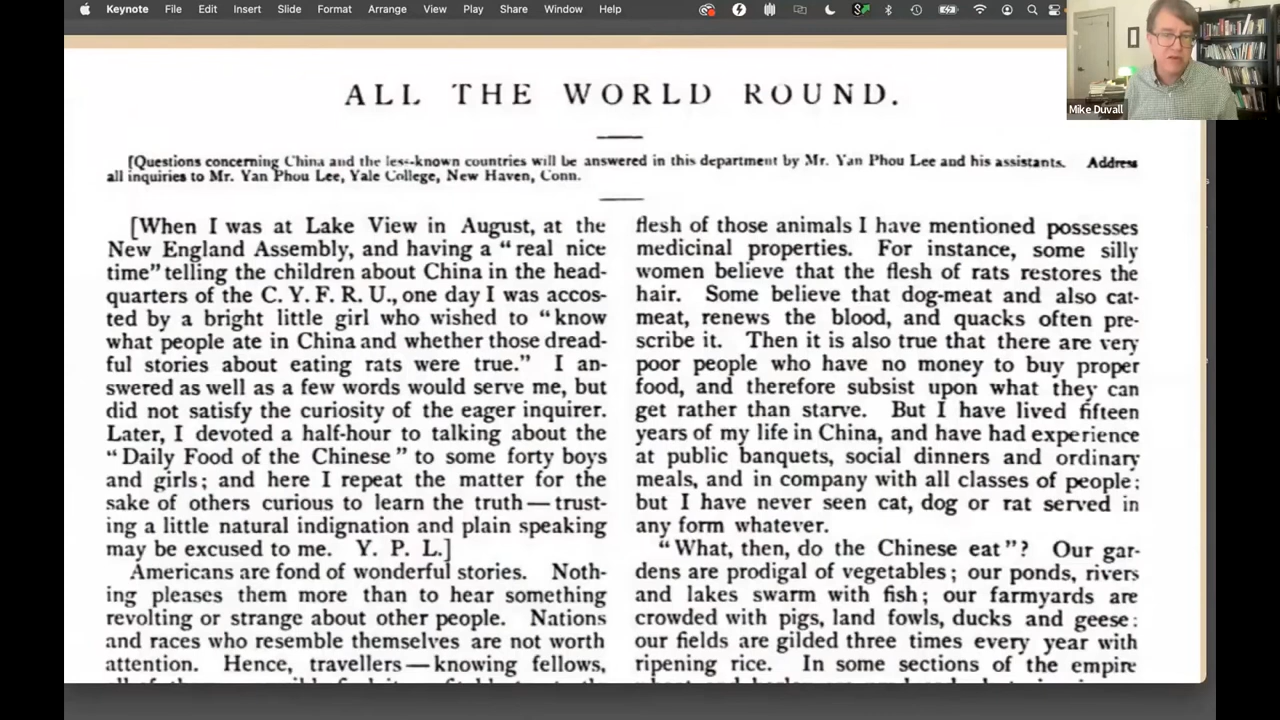 Keynote File Edit Insert Slide Format Arrange View Play Share Window Help
Mike Duvall
ALL THE WORLD ROUND.
[Questions concerning China and the less-known countries will be answered in this department by Mr. Yan Phou Lee and his assistants. Address
all inquiries to Mr. Yan Phou Lee, Yale College, New Haven, Conn.
[When I was at Lake View in August, at the
New England Assembly, and having a “real nice
time” telling the children about China in the head-
quarters of the C. Y. F. R. U., one day I was accos-
ted by a bright little girl who wished to “know
what people ate in China and whether those dread-
ful stories about eating rats were true.” I an-
swered as well as a few words would serve me, but
did not satisfy the curiosity of the eager inquirer.
Later, I devoted a half-hour to talking about the
“Daily Food of the Chinese” to some forty boys
and girls; and here I repeat the matter for the
sake of others curious to learn the truth—trust-
ing a little natural indignation and plain speaking
may be excused to me. Y. P. L.]
Americans are fond of wonderful stories. Noth-
ing pleases them more than to hear something
revolting or strange about other people. Nations
and races who resemble themselves are not worth
attention. Hence, travellers—knowing fellows,
flesh of those animals I have mentioned possesses
medicinal properties. For instance, some silly
women believe that the flesh of rats restores the
hair. Some believe that dog-meat and also cat-
meat, renews the blood, and quacks often pre-
scribe it. Then it is also true that there are very
poor people who have no money to buy proper
food, and therefore subsist upon what they can
get rather than starve. But I have lived fifteen
years of my life in China, and have had experience
at public banquets, social dinners and ordinary
meals, and in company with all classes of people;
but I have never seen cat, dog or rat served in
any form whatever.
“What, then, do the Chinese eat”? Our gar-
dens are prodigal of vegetables; our ponds, rivers
and lakes swarm with fish; our farmyards are
crowded with pigs, land fowls, ducks and geese:
our fields are gilded three times every year with
ripening rice. In some sections of the empire